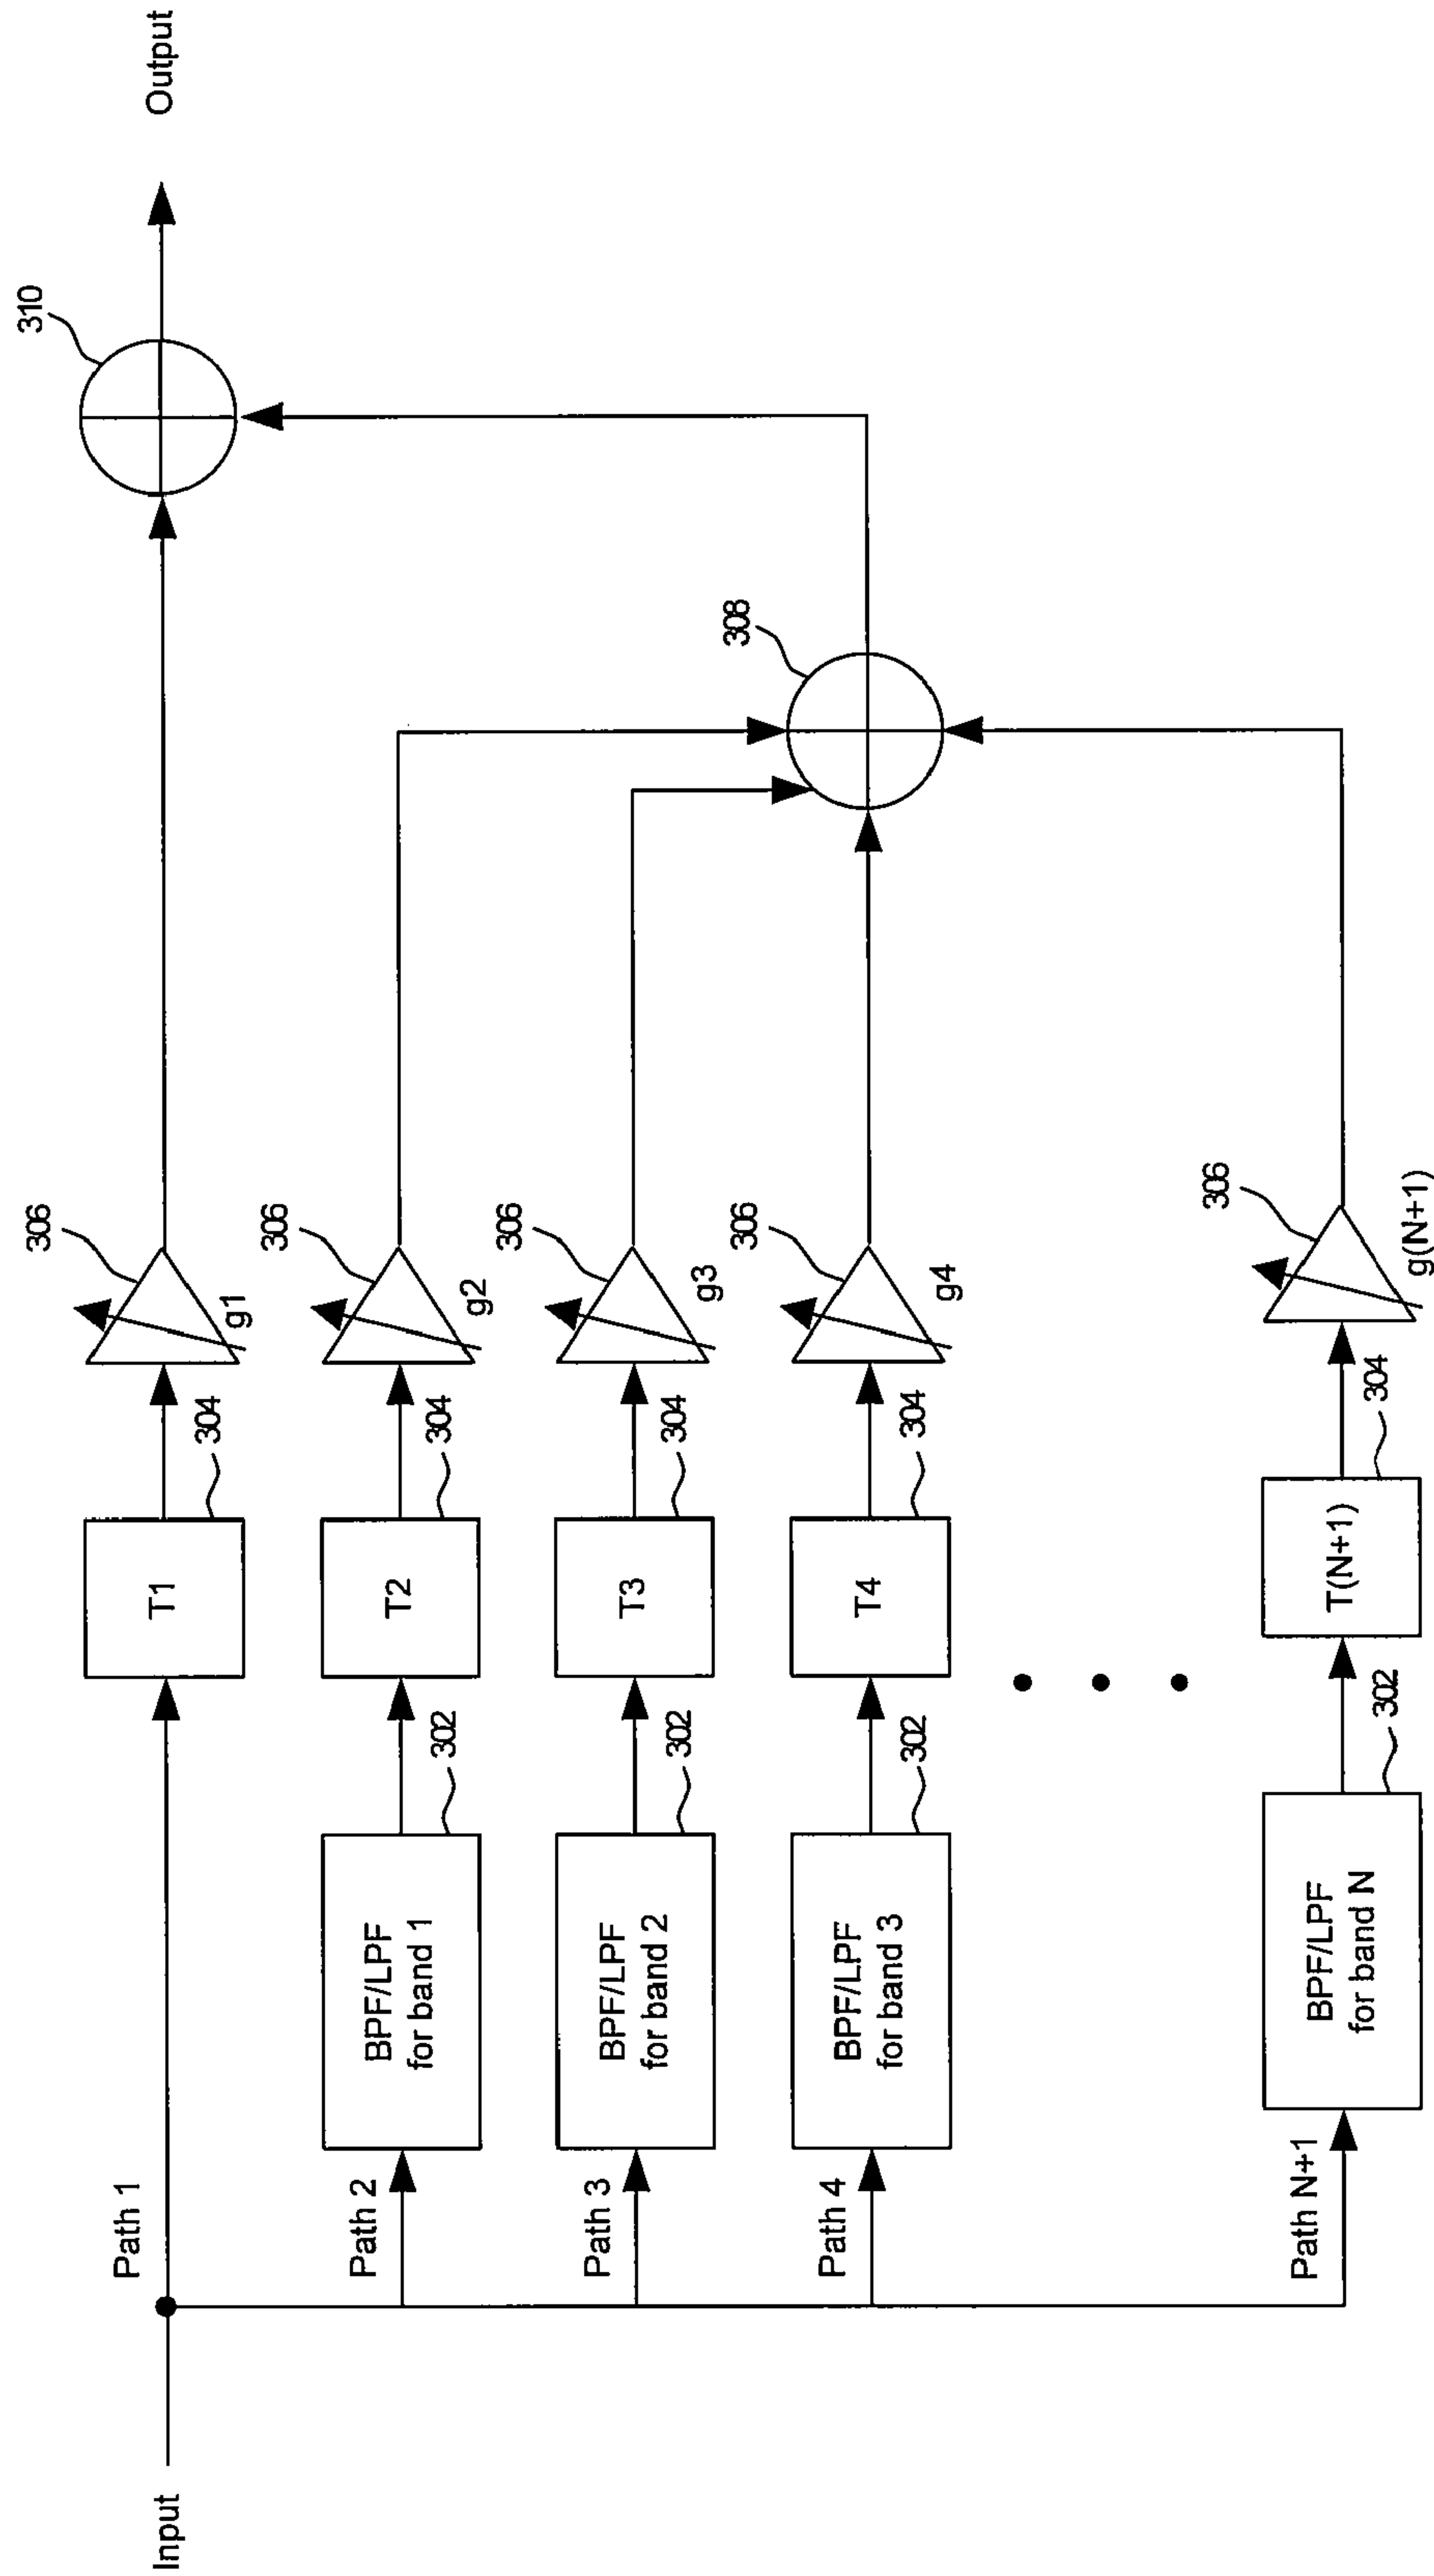 Input
Output
310
Path 1
T1
304
306
g1
Path 2
BPF/LPF
for band 1
302
T2
304
306
g2
308
Path 3
BPF/LPF
for band 2
302
T3
304
306
g3
Path 4
BPF/LPF
for band 3
302
T4
304
306
g4
Path N+1
BPF/LPF
for band N
302
T(N+1)
304
306
g(N+1)